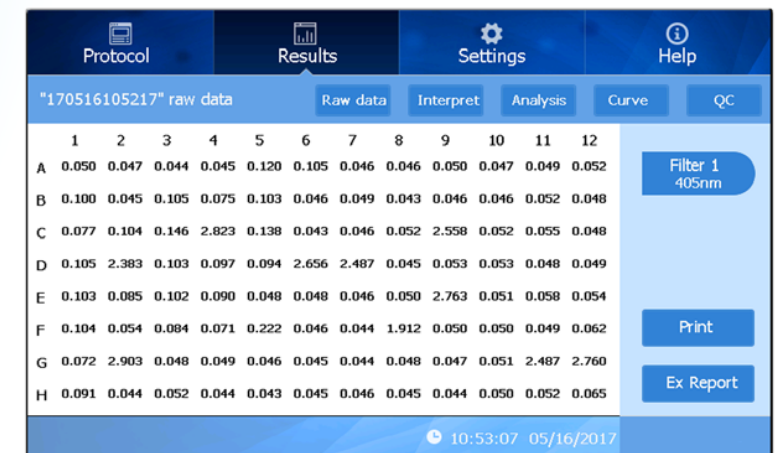 Protocol Results Settings Help
"170516105217" raw data Raw data Interpret Analysis Curve QC
1 2 3 4 5 6 7 8 9 10 11 12
A 0.050 0.047 0.044 0.045 0.120 0.105 0.046 0.046 0.050 0.047 0.049 0.052
B 0.100 0.045 0.105 0.075 0.103 0.046 0.049 0.043 0.046 0.046 0.052 0.048
C 0.077 0.104 0.146 2.823 0.138 0.043 0.046 0.052 2.558 0.052 0.055 0.048
D 0.105 2.383 0.103 0.097 0.094 2.656 2.487 0.045 0.053 0.053 0.048 0.049
E 0.103 0.085 0.102 0.090 0.048 0.048 0.046 0.050 2.763 0.051 0.058 0.054
F 0.104 0.054 0.084 0.071 0.222 0.046 0.044 1.912 0.050 0.050 0.049 0.062
G 0.072 2.903 0.048 0.049 0.046 0.045 0.044 0.048 0.047 0.051 2.487 2.760
H 0.091 0.044 0.052 0.044 0.043 0.045 0.046 0.045 0.044 0.050 0.052 0.065
Filter 1
405nm
Print
Ex Report
10:53:07 05/16/2017